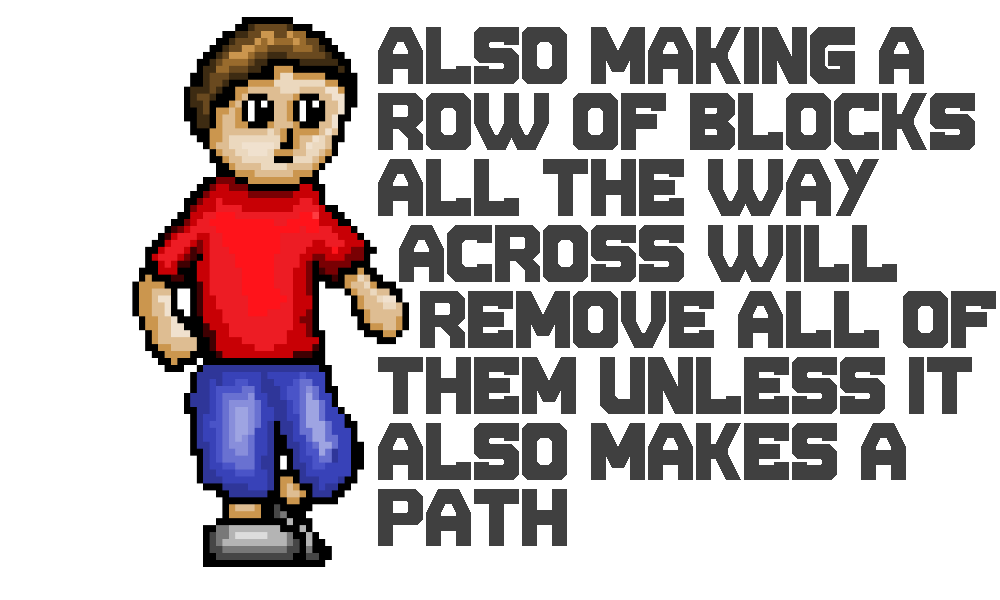 ALSO MAKING A
ROW OF BLOCKS
ALL THE WAY
ACROSS WILL
REMOVE ALL OF
THEM UNLESS IT
ALSO MAKES A
PATH